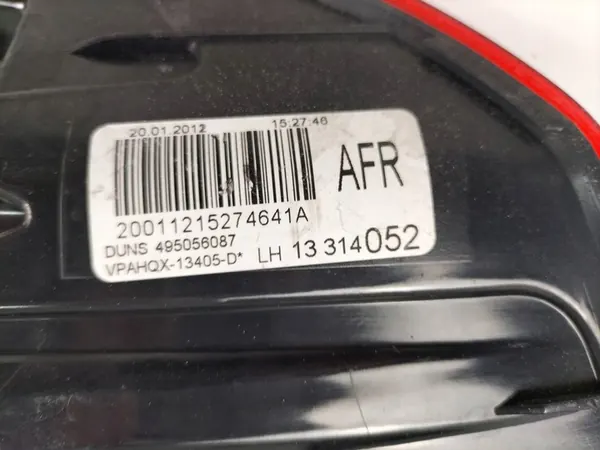 20.01.2012 15:27:46
AFR
20011215274641A
DUNS 495056087
VPAHQX-13405-D* LH 13 314052